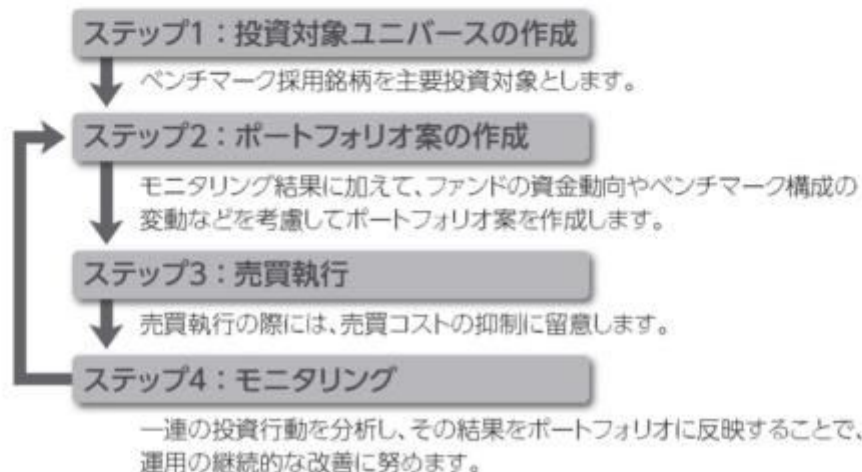 ステップ1：投資対象ユニバースの作成
ベンチマーク採用銘柄を主要投資対象とします。
ステップ2：ポートフォリオ案の作成
モニタリング結果に加えて、ファンドの資金動向やベンチマーク構成の
変動などを考慮してポートフォリオ案を作成します。
ステップ3：売買執行
売買執行の際には、売買コストの抑制に留意します。
ステップ4：モニタリング
一連の投資行動を分析し、その結果をポートフォリオに反映することで、
運用の継続的な改善に努めます。